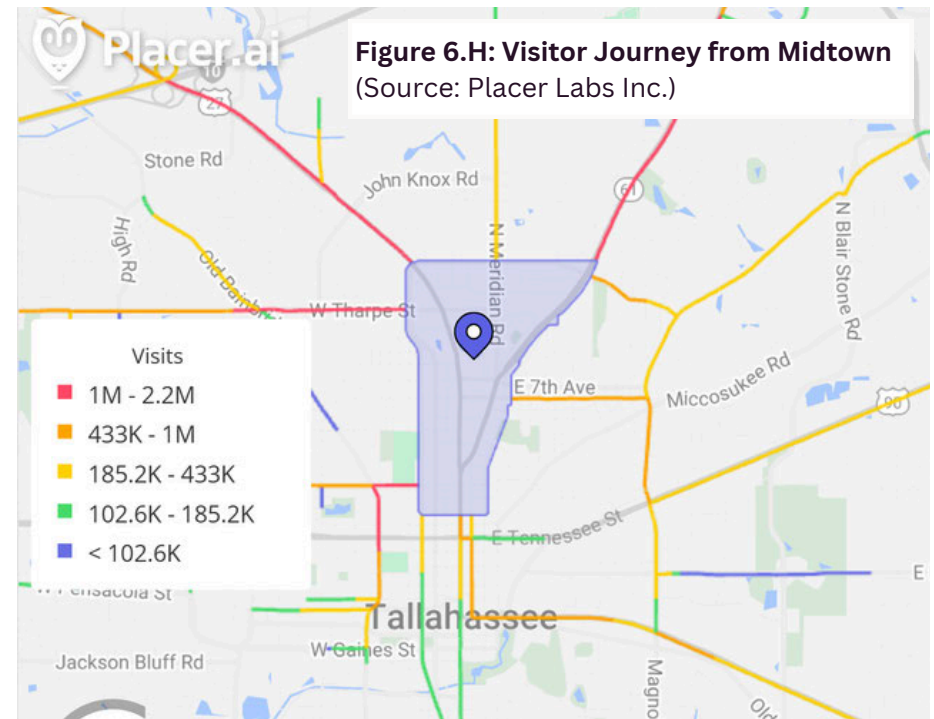 Placer.ai
Figure 6.H: Visitor Journey from Midtown
(Source: Placer Labs Inc.)
10
27
Stone Rd
John Knox Rd
61
High Rd
N Meridian Rd
N Blair Stone Rd
Old Bainb
W Tharpe St
Visits
1M - 2.2M
433K - 1M
185.2K - 433K
102.6K - 185.2K
< 102.6K
E 7th Ave
Miccosukee Rd
90
E Tennessee St
E
W Pensacola St
Tallahassee
W Gaines St
Jackson Bluff Rd
Magno
Old